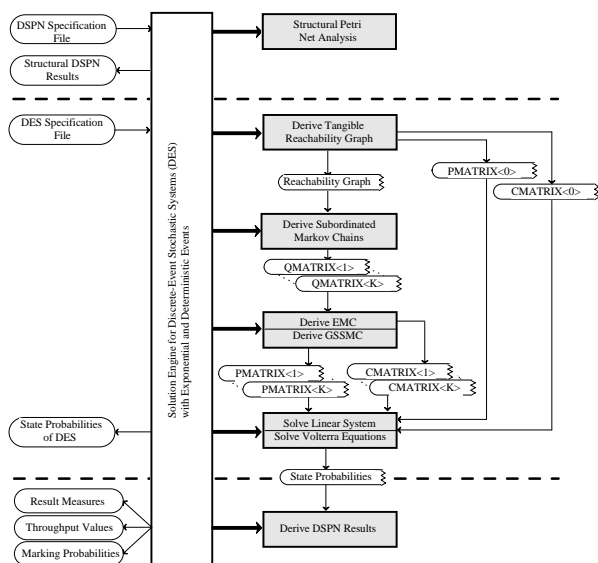 DSPN Specification
File
Structural DSPN
Results
Structural Petri
Net Analysis
DES Specification
File
Solution Engine for Discrete-Event Stochastic Systems (DES)
with Exponential and Deterministic Events
Derive Tangible
Reachability Graph
PMATRIX<0>
CMATRIX<0>
Reachability Graph
Derive Subordinated
Markov Chains
QMATRIX<1>
QMATRIX<K>
Derive EMC
Derive GSSMC
PMATRIX<1>
PMATRIX<K>
CMATRIX<1>
CMATRIX<K>
State Probabilities
of DES
Solve Linear System
Solve Volterra Equations
State Probabilities
Result Measures
Throughput Values
Marking Probabilities
Derive DSPN Results